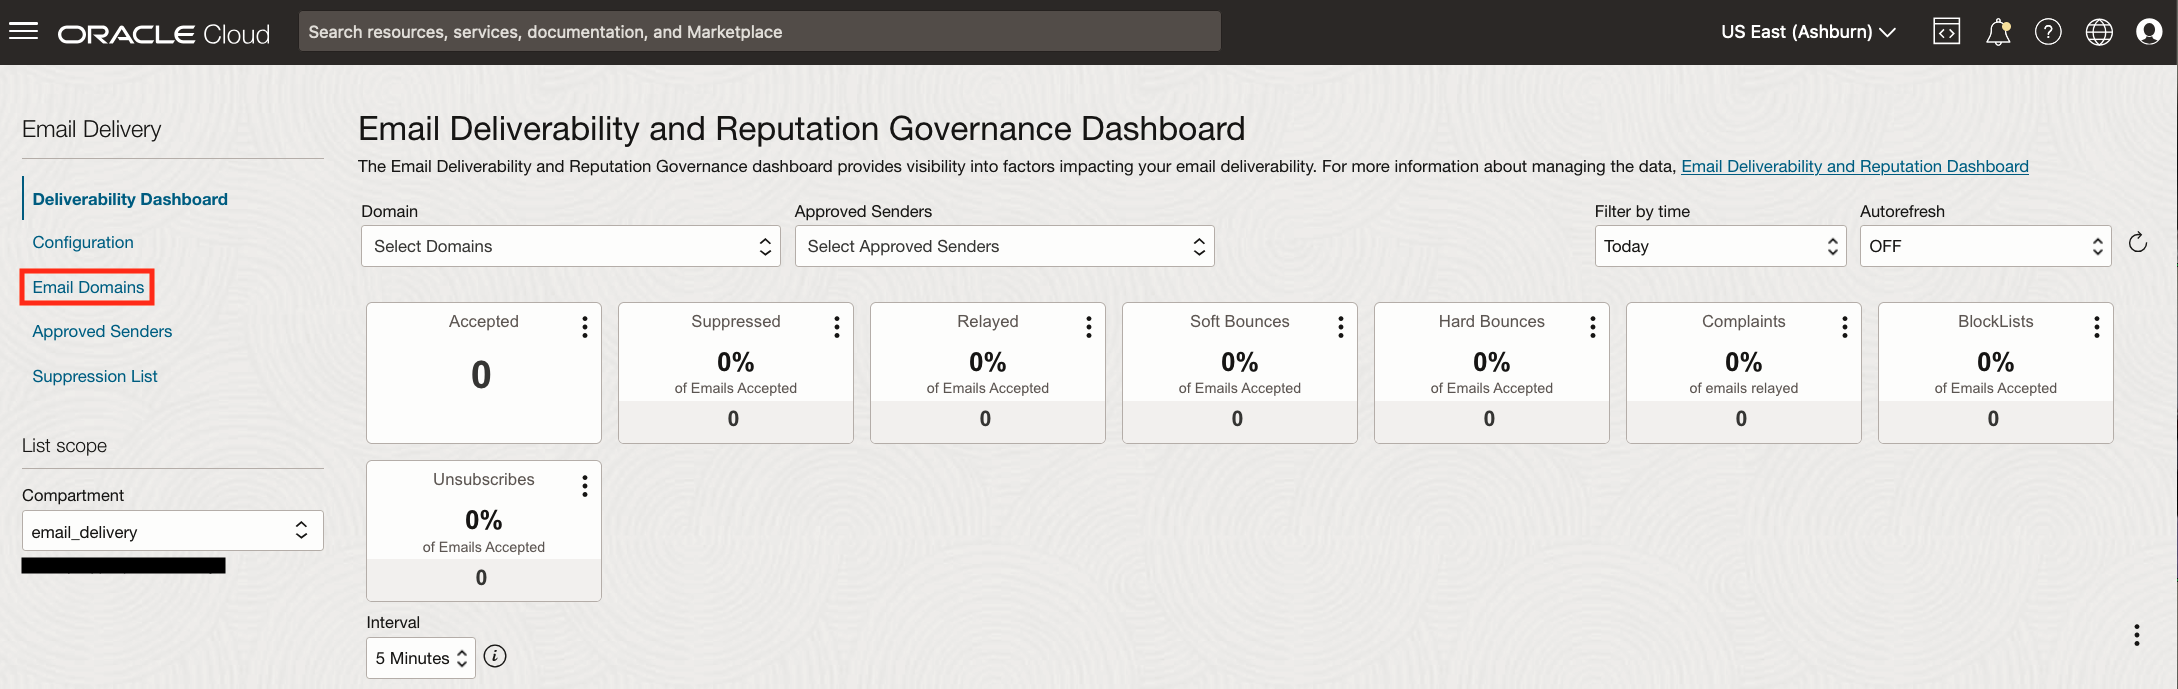 ORACLE Cloud
Search resources, services, documentation, and Marketplace
US East (Ashburn)
Email Delivery
Deliverability Dashboard
Configuration
Email Domains
Approved Senders
Suppression List
List scope
Compartment
email_delivery
Email Deliverability and Reputation Governance Dashboard
The Email Deliverability and Reputation Governance dashboard provides visibility into factors impacting your email deliverability. For more information about managing the data, Email Deliverability and Reputation Dashboard
Domain
Select Domains
Approved Senders
Select Approved Senders
Filter by time
Today
Autorefresh
OFF
Accepted
0
Suppressed
0%
of Emails Accepted
0
Relayed
0%
of Emails Accepted
0
Soft Bounces
0%
of Emails Accepted
0
Hard Bounces
0%
of Emails Accepted
0
Complaints
0%
of emails relayed
0
BlockLists
0%
of Emails Accepted
0
Unsubscribes
0%
of Emails Accepted
0
Interval
5 Minutes